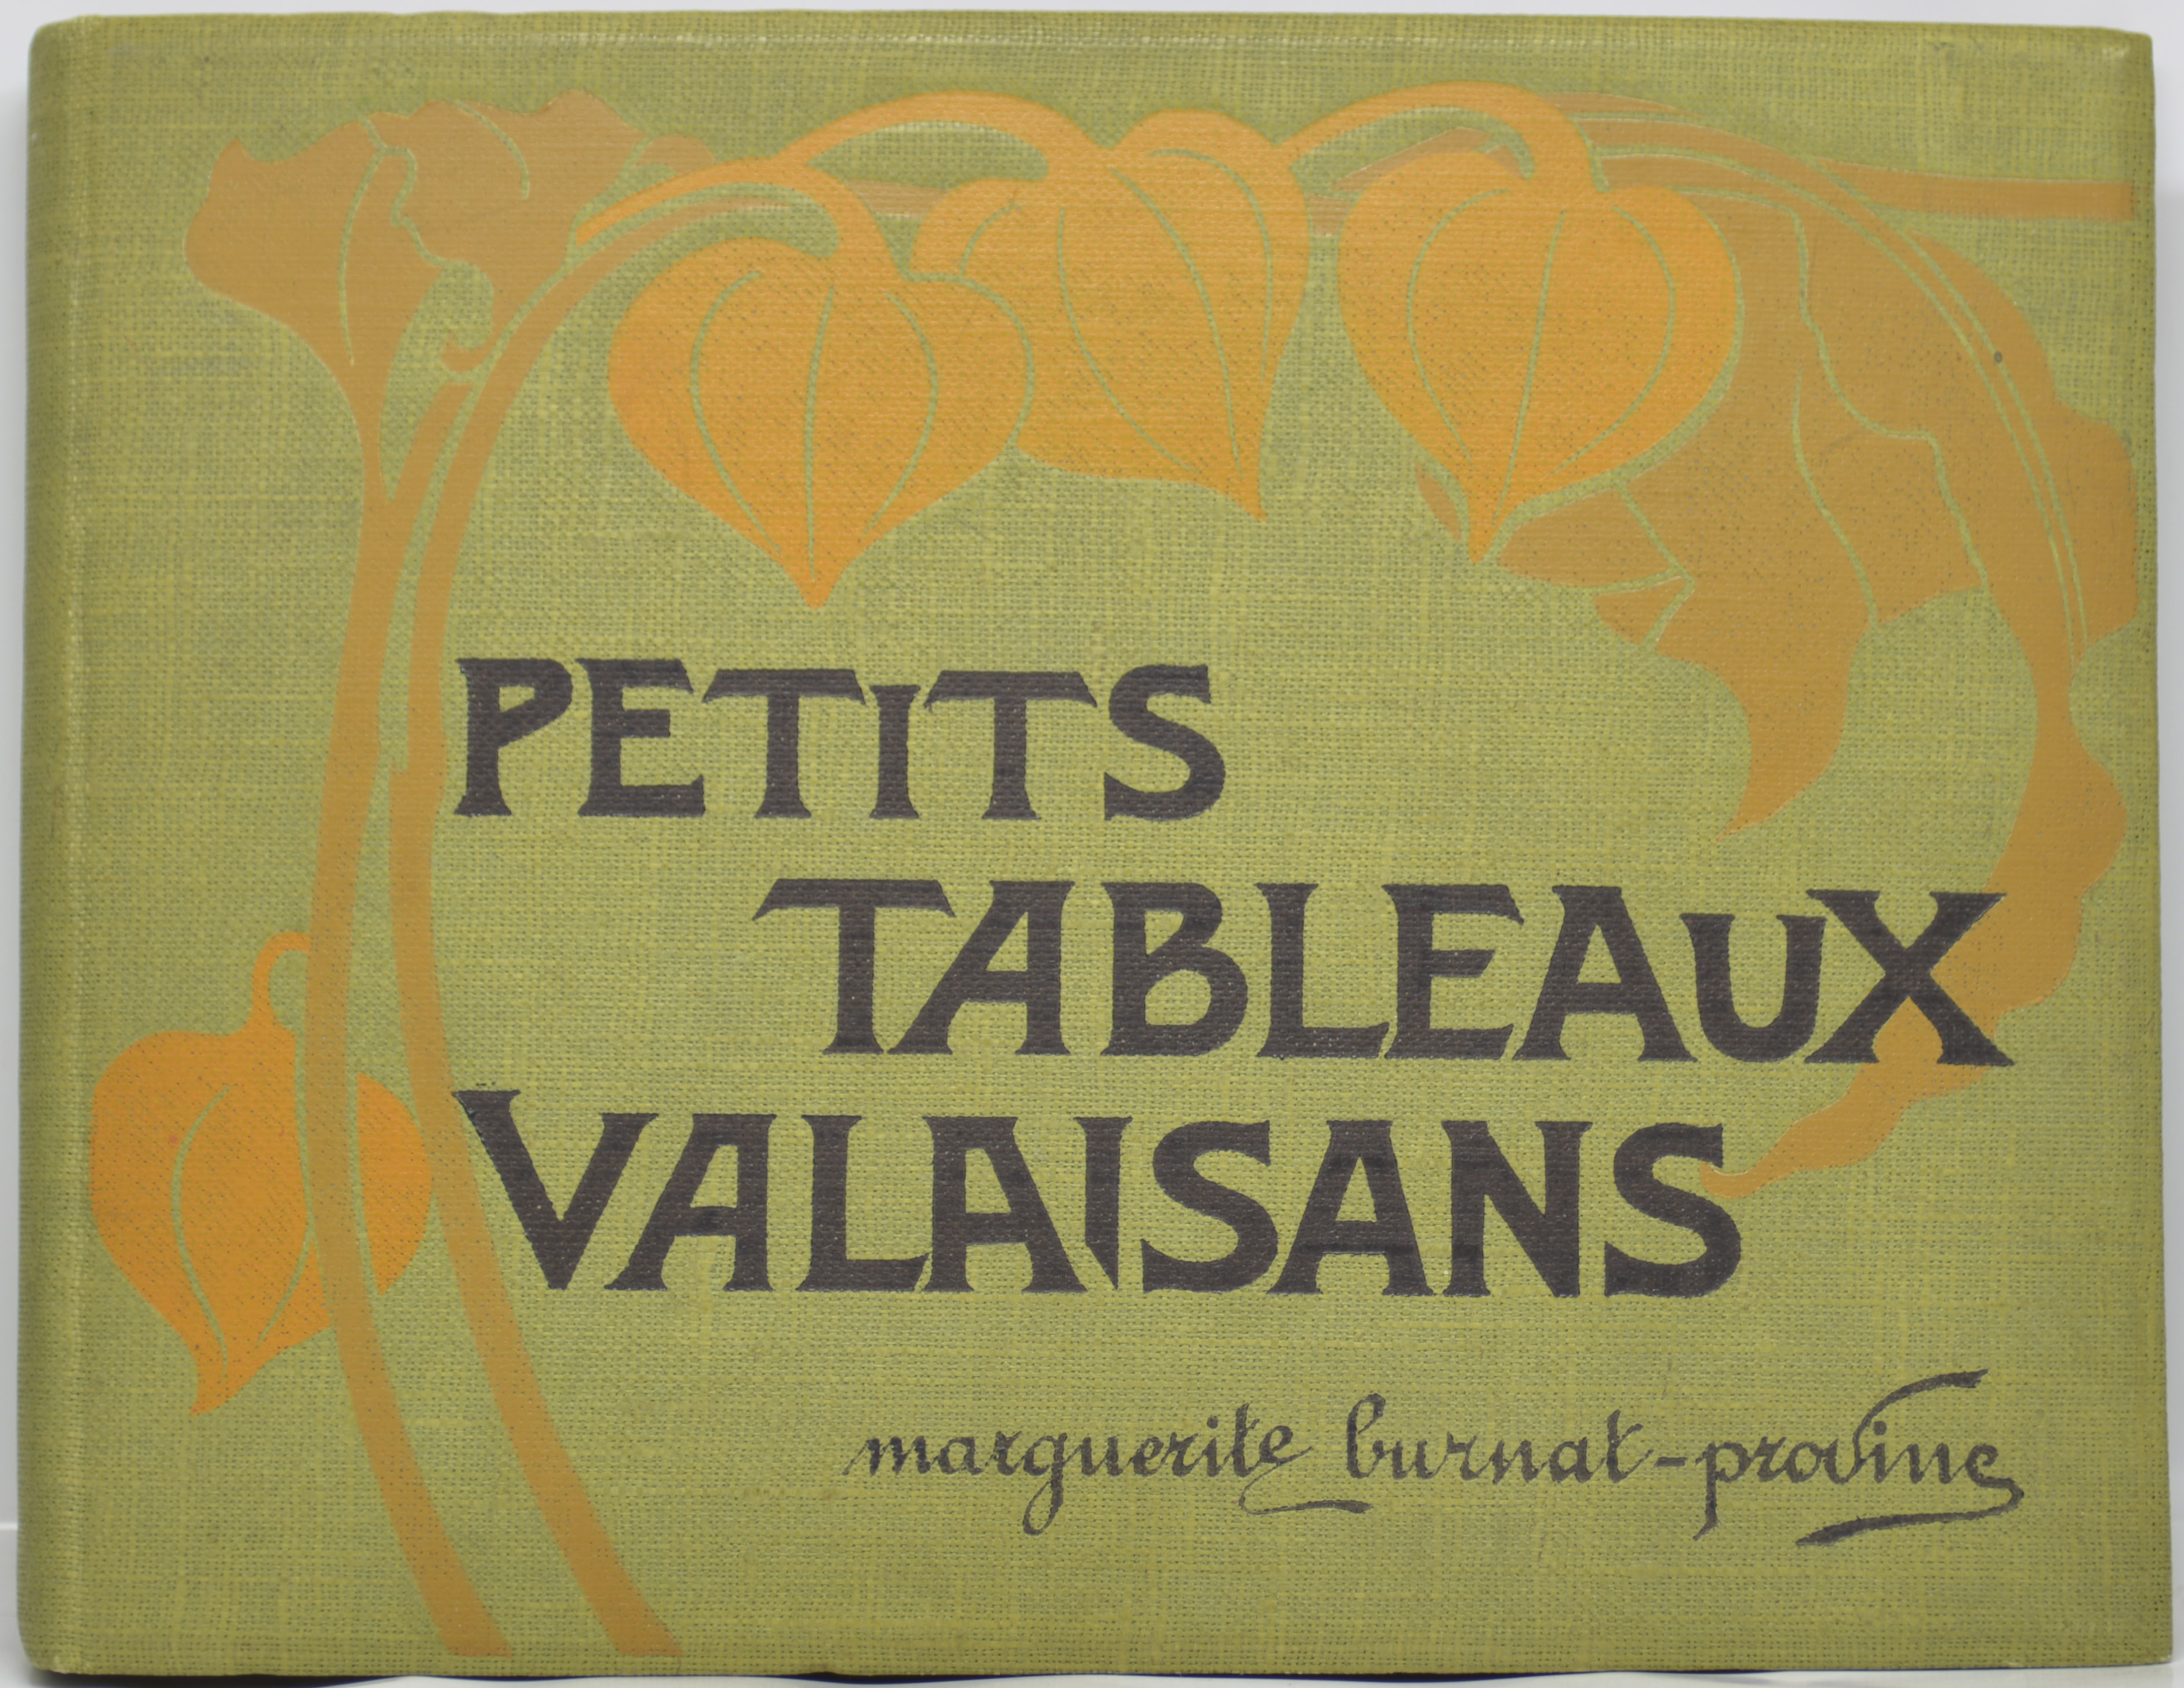 PETITS
TABLEAUX
VALAISANS
marguerite burnat-provins